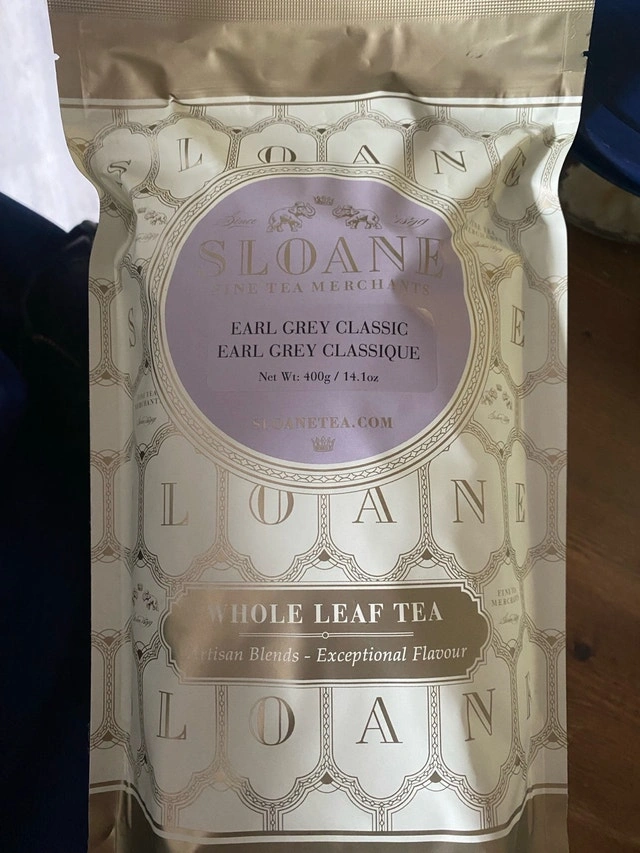 SLOANE
SLOANE
FINE TEA MERCHANTS
EARL GREY CLASSIC
EARL GREY CLASSIQUE
Net Wt: 400g / 14.1oz
SLOANETEA.COM
S E
LOANE
WHOLE LEAF TEA
Artisan Blends - Exceptional Flavour
LOAN